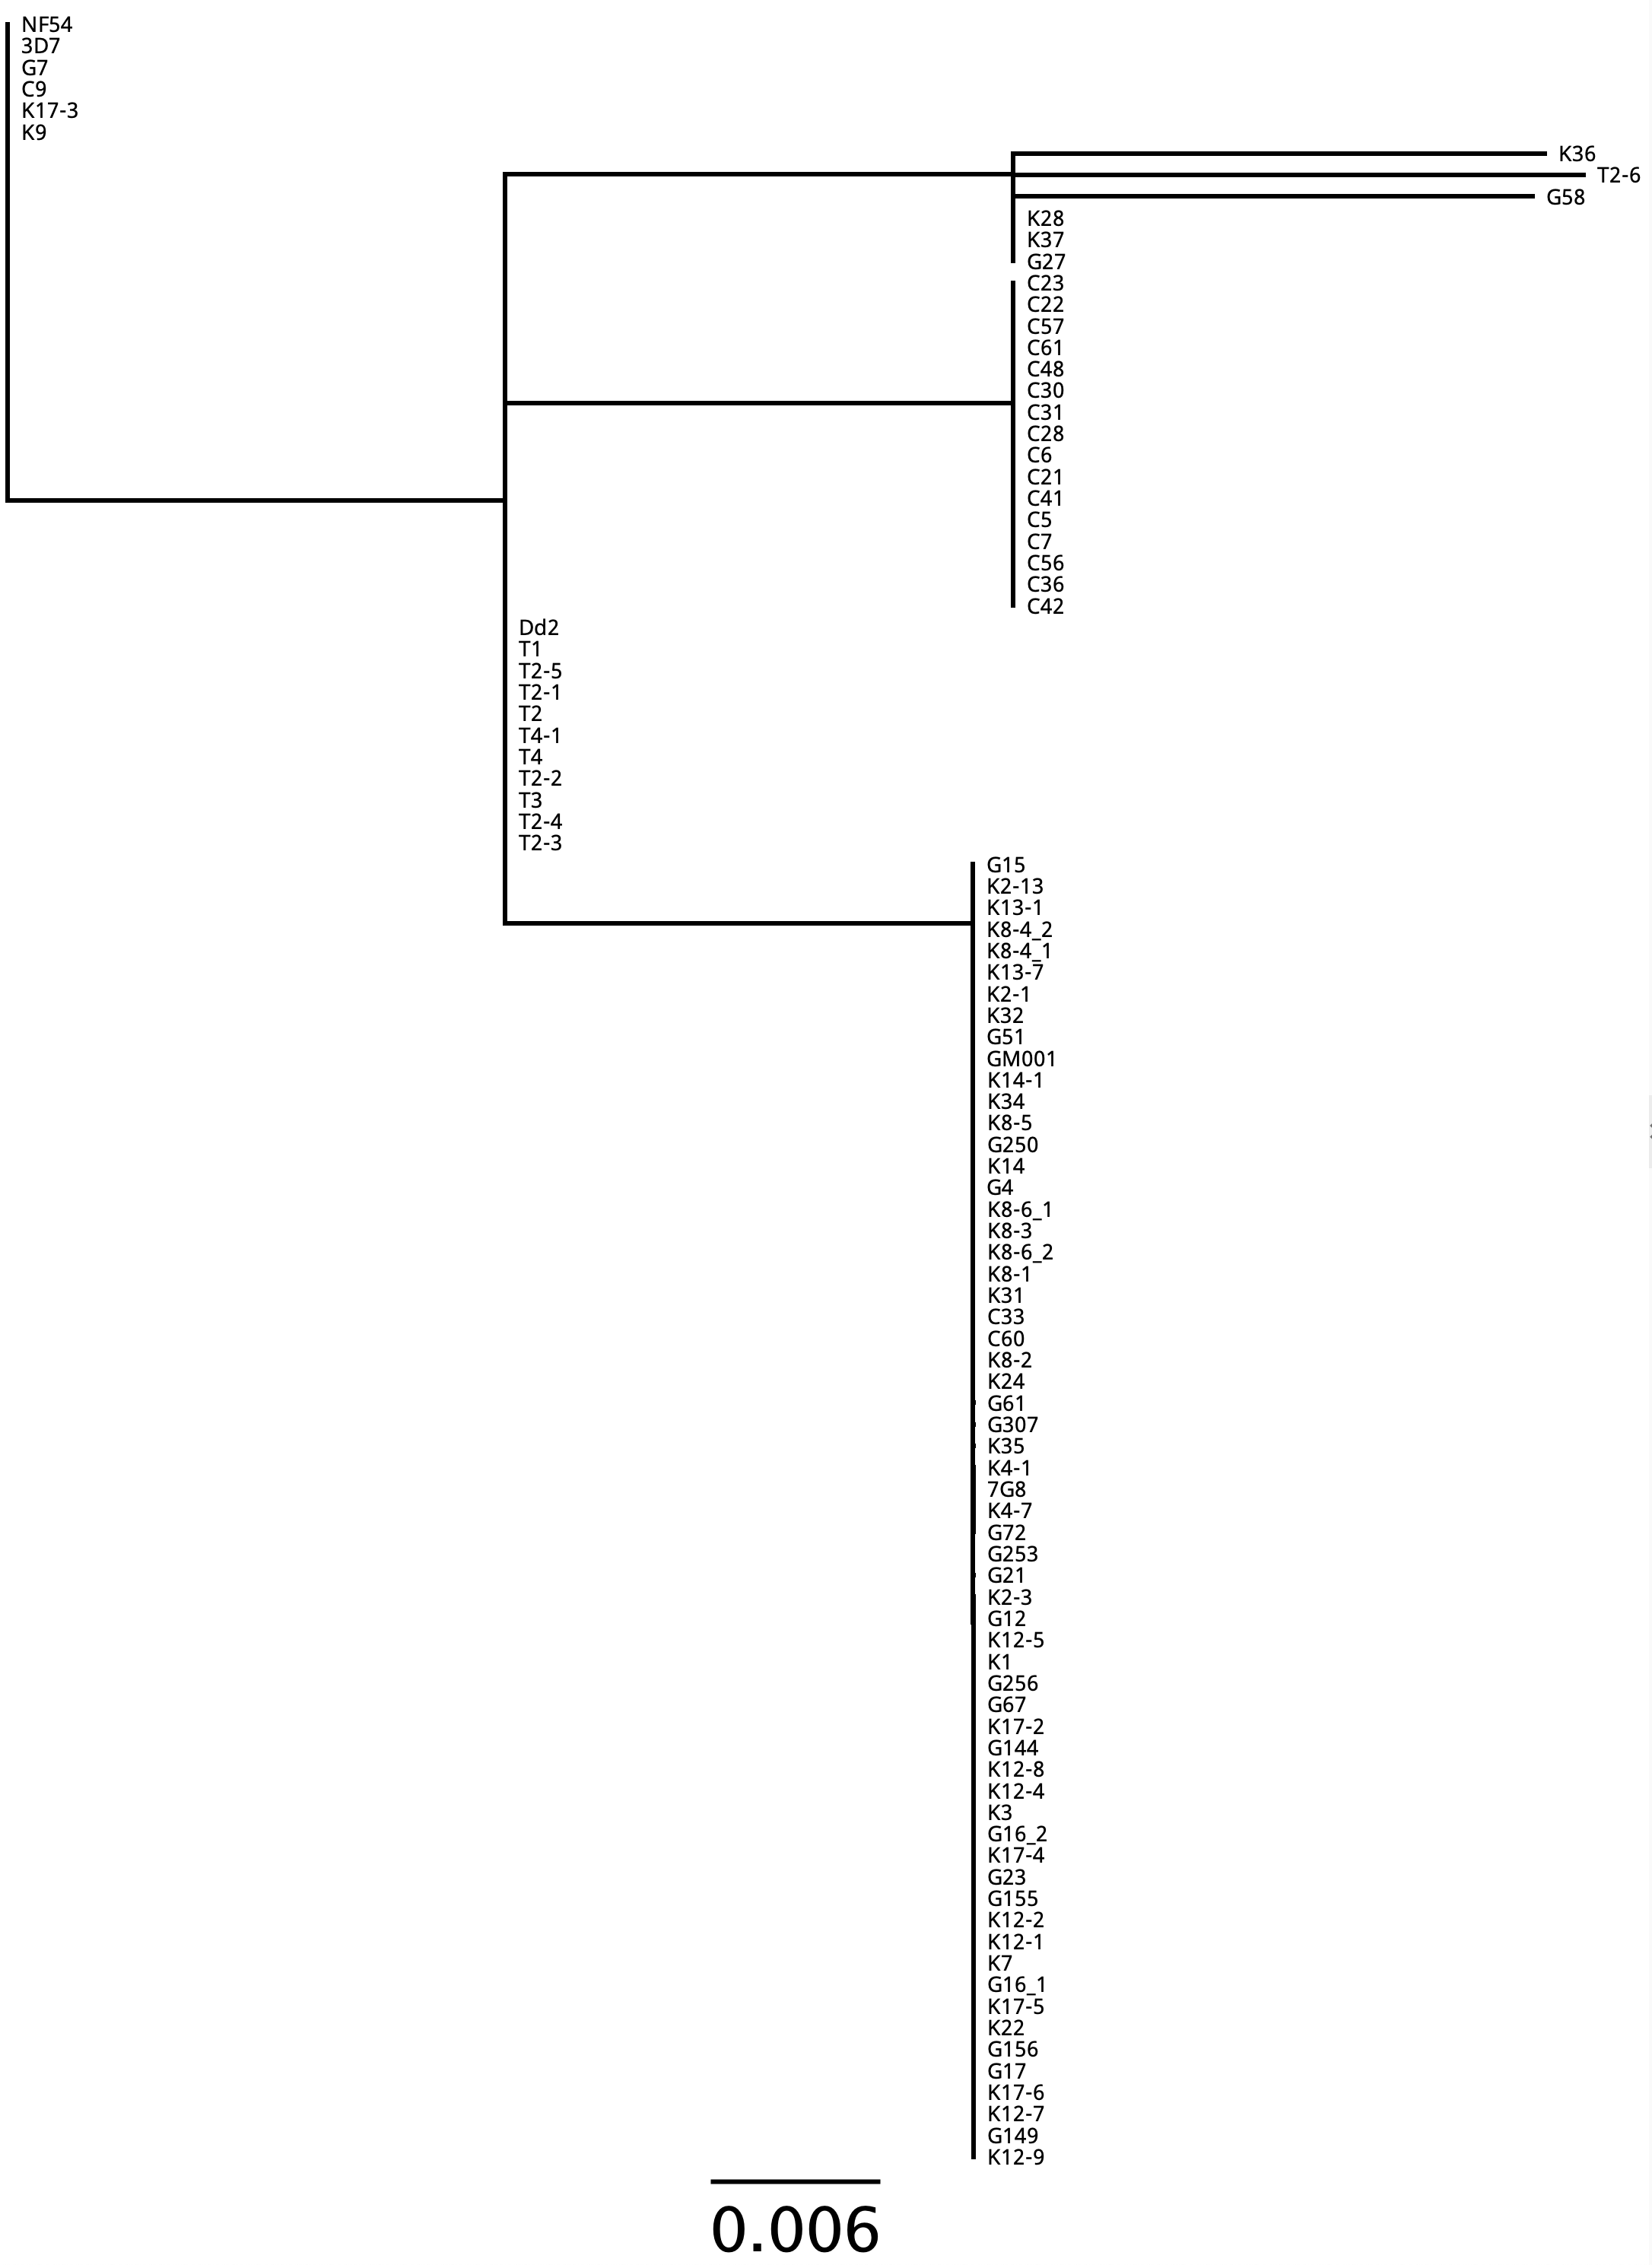 NF54
3D7
G7
C9
K17-3
K9
K36
T2-6
G58
K28
K37
G27
C23
C22
C57
C61
C48
C30
C31
C28
C6
C21
C41
C5
C7
C56
C36
C42
Dd2
T1
T2-5
T2-1
T2
T4-1
T4
T2-2
T3
T2-4
T2-3
G15
K2-13
K13-1
K8-4_2
K8-4_1
K13-7
K2-1
K32
G51
GM001
K14-1
K34
K8-5
G250
K14
G4
K8-6_1
K8-3
K8-6_2
K8-1
K31
C33
C60
K8-2
K24
G61
G307
K35
K4-1
7G8
K4-7
G72
G253
G21
K2-3
G12
K12-5
K1
G256
G67
K17-2
G144
K12-8
K12-4
K3
G16_2
K17-4
G23
G155
K12-2
K12-1
K7
G16_1
K17-5
K22
G156
G17
K17-6
K12-7
G149
K12-9
0.006